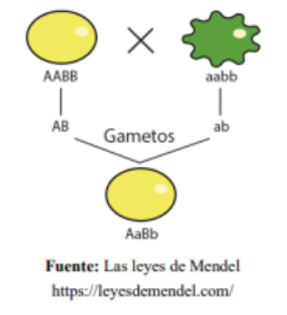 AABB aabb
AB ab
Gametos
AaBb
Fuente: Las leyes de Mendel
https://leyesdemendel.com/